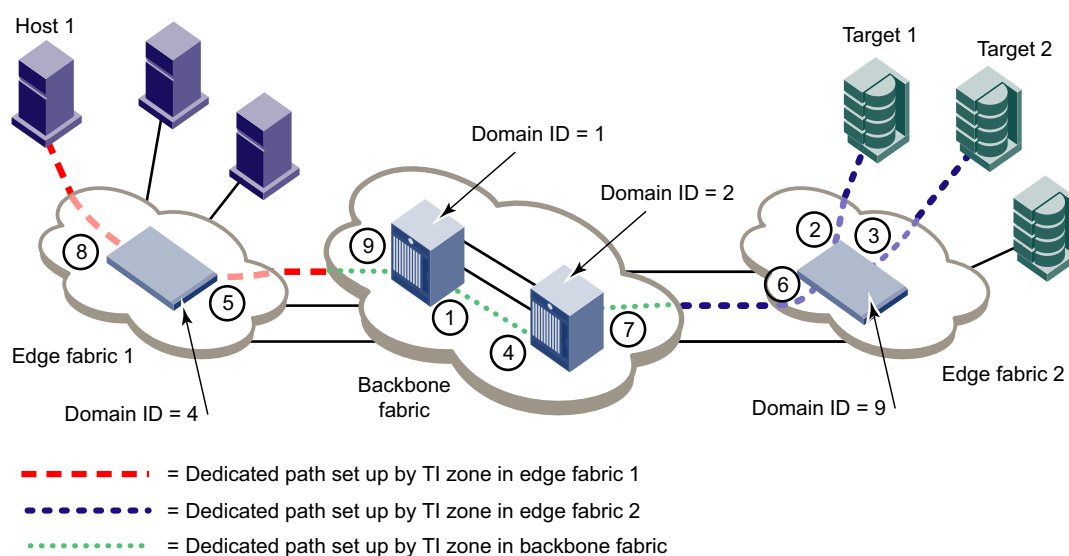 Host 1
Target 1
Target 2
Domain ID = 1
Domain ID = 2
8
9
2
3
5
1
4
7
6
Edge fabric 1
Backbone
fabric
Edge fabric 2
Domain ID = 4
Domain ID = 9
= Dedicated path set up by TI zone in edge fabric 1
= Dedicated path set up by TI zone in edge fabric 2
= Dedicated path set up by TI zone in backbone fabric